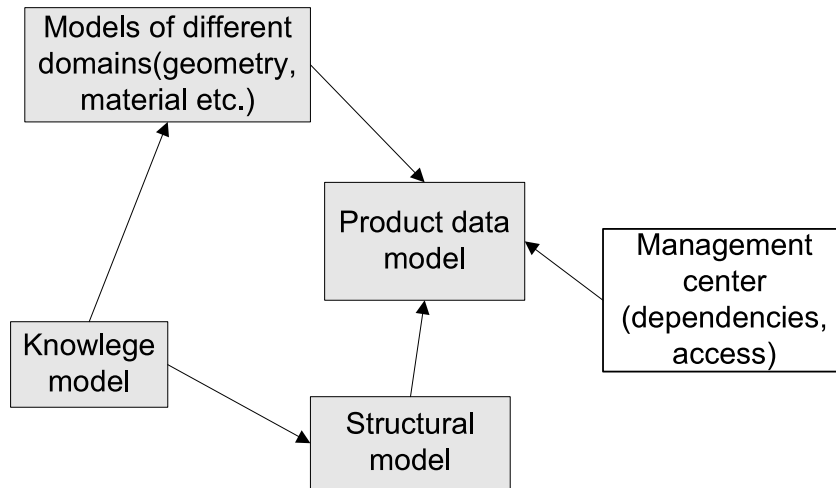 Models of different
domains(geometry,
material etc.)
Product data
model
Management
center
(dependencies,
access)
Knowlege
model
Structural
model